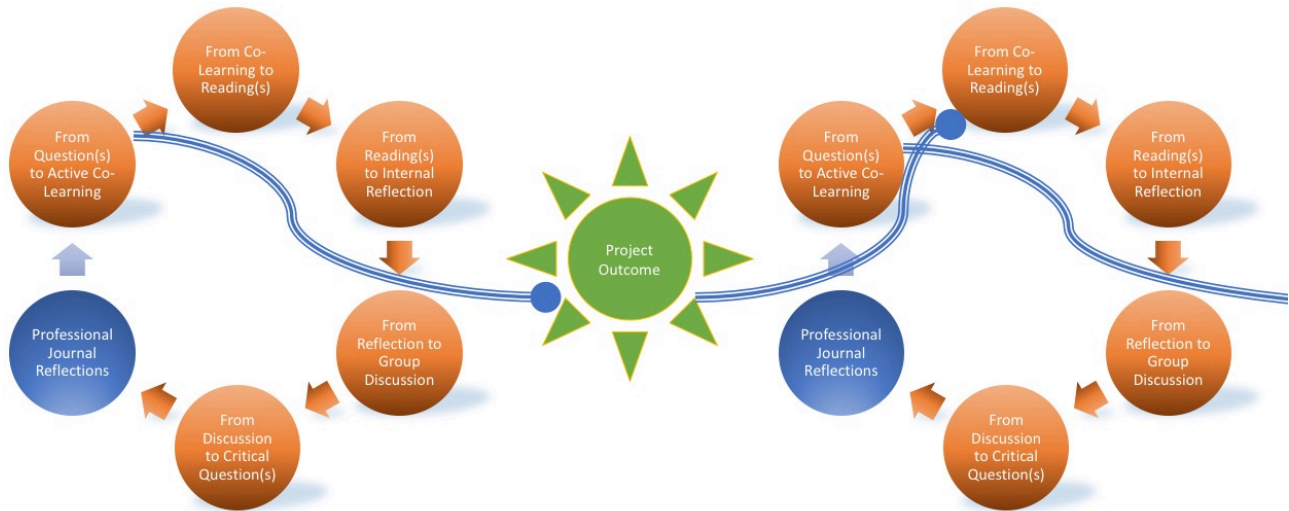 From Co-
Learning to
Reading(s)
From
Question(s)
to Active Co-
Learning
From
Reading(s)
to Internal
Reflection
Professional
Journal
Reflections
From
Reflection to
Group
Discussion
From
Discussion
to Critical
Question(s)
Project
Outcome
From Co-
Learning to
Reading(s)
From
Question(s)
to Active Co-
Learning
From
Reading(s)
to Internal
Reflection
Professional
Journal
Reflections
From
Reflection to
Group
Discussion
From
Discussion
to Critical
Question(s)